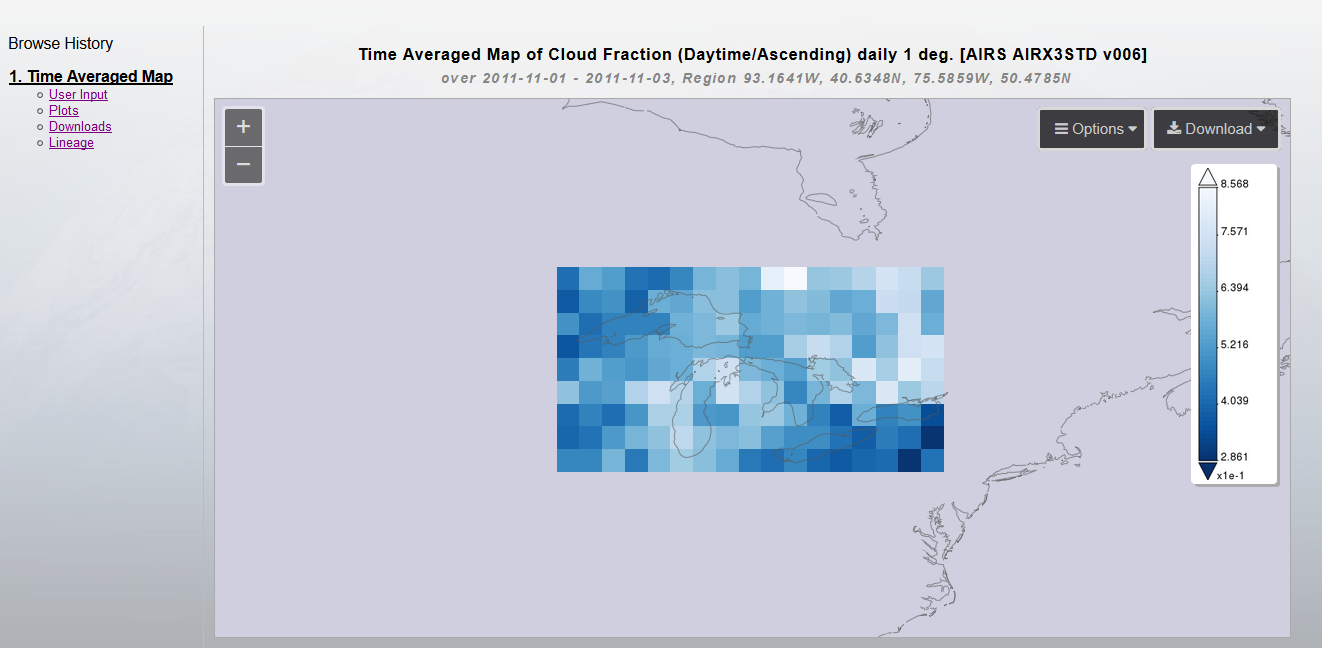 Browse History
1. Time Averaged Map
User Input
Plots
Downloads
Lineage
Time Averaged Map of Cloud Fraction (Daytime/Ascending) daily 1 deg. [AIRS AIRX3STD v006]
over 2011-11-01 - 2011-11-03, Region 93.1641W, 40.6348N, 75.5859W, 50.4785N
+
−
Options
Download
8.568
7.571
6.394
5.216
4.039
2.861
x1e-1